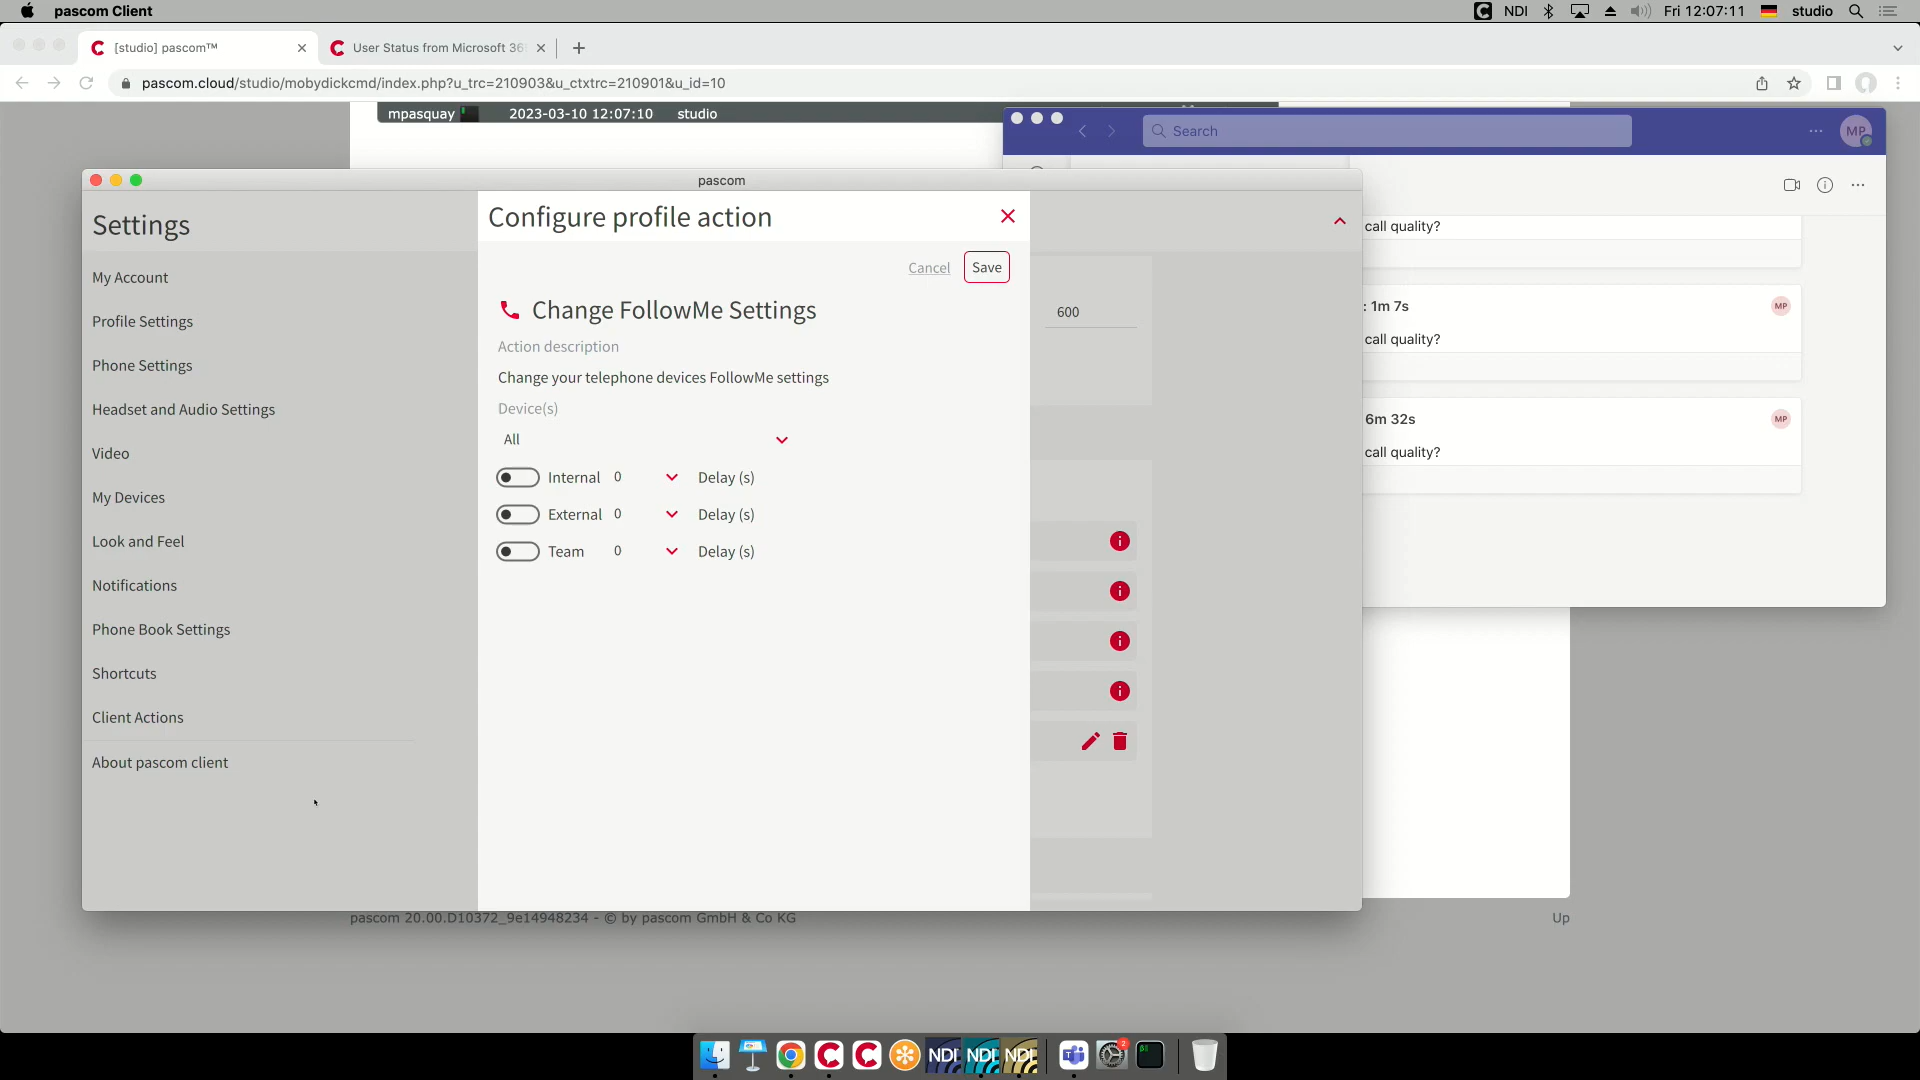 pascom Client
NDI
Fri 12:07:11
studio
[studio] pascom™
User Status from Microsoft 36
pascom.cloud/studio/mobydickcmd/index.php?u_trc=210903&u_ctxtrc=210901&u_id=10
mpasquay
2023-03-10 12:07:10
studio
Search
MP
pascom
Settings
My Account
Profile Settings
Phone Settings
Headset and Audio Settings
Video
My Devices
Look and Feel
Notifications
Phone Book Settings
Shortcuts
Client Actions
About pascom client
Configure profile action
Cancel
Save
Change FollowMe Settings
Action description
Change your telephone devices FollowMe settings
Device(s)
All
Internal 0 Delay (s)
External 0 Delay (s)
Team 0 Delay (s)
600
call quality?
: 1m 7s
MP
call quality?
6m 32s
MP
call quality?
pascom 20.00.D10372_9e14948234 - © by pascom GmbH & Co KG
Up
NDI
NDI
NDI
2